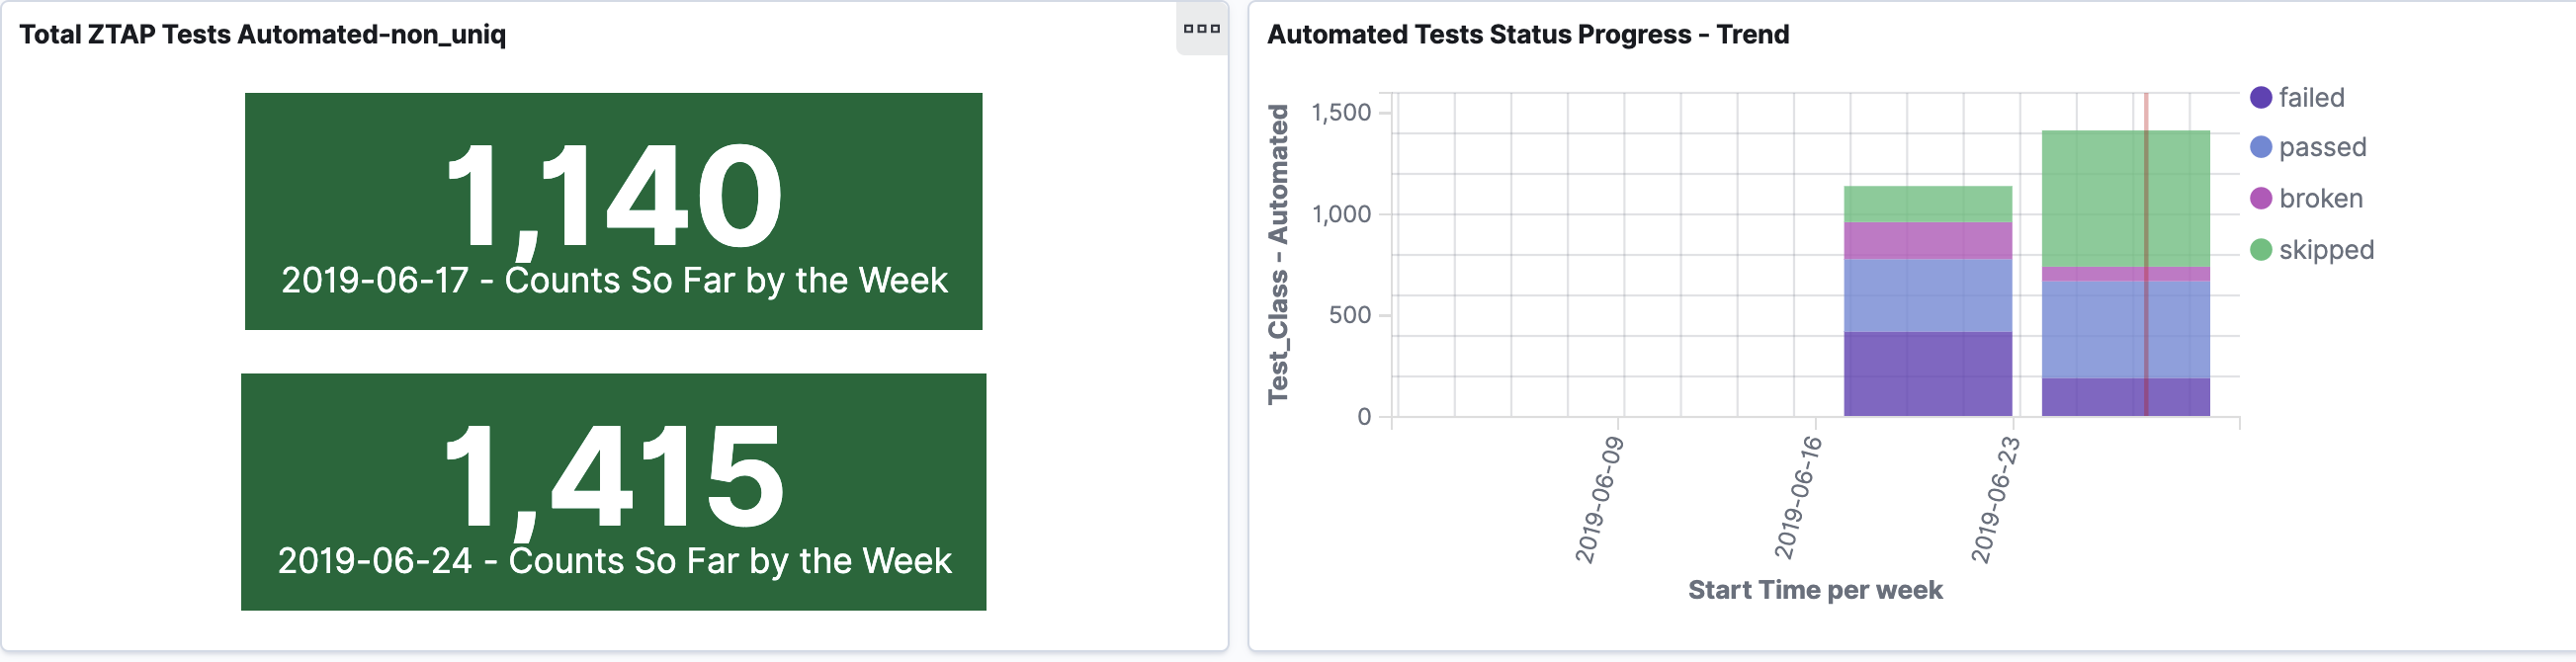 Total ZTAP Tests Automated-non_uniq
1,140
2019-06-17 - Counts So Far by the Week
1,415
2019-06-24 - Counts So Far by the Week
Automated Tests Status Progress - Trend
Test_Class - Automated
1,500
1,000
500
0
2019-06-09
2019-06-16
2019-06-23
Start Time per week
failed
passed
broken
skipped